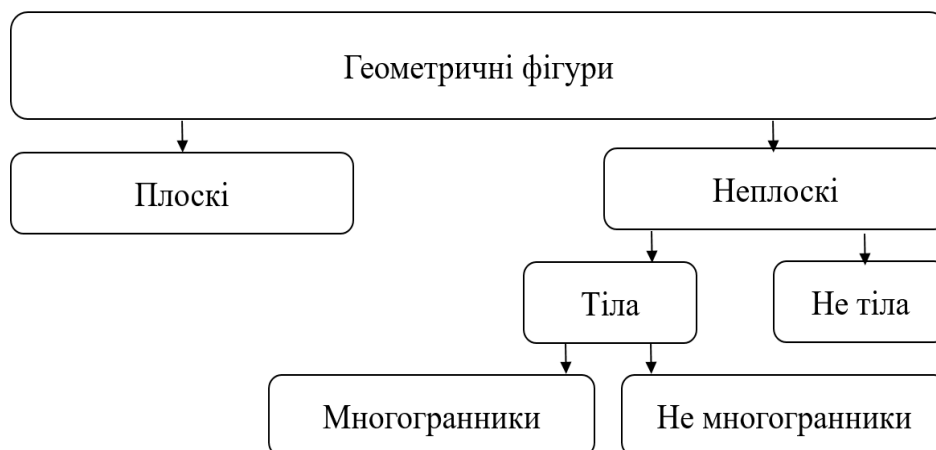 Геометричні фігури
Плоскі
Неплоскі
Тіла
Не тіла
Многогранники
Не многогранники